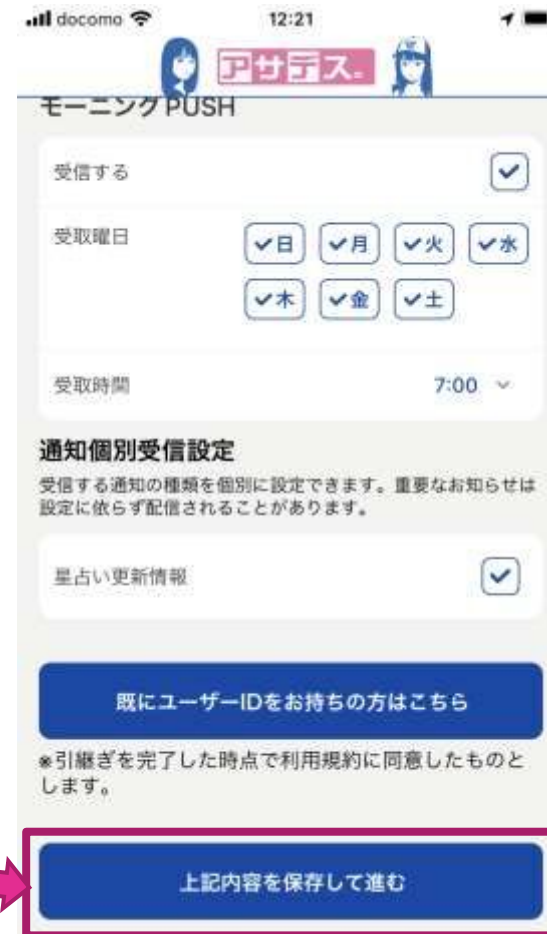 docomo 12:21
アサデス。
モーニングPUSH
受信する
受取曜日
日 月 火 水
木 金 土
受取時間 7:00
通知個別受信設定
受信する通知の種類を個別に設定できます。重要なお知らせは
設定に依らず配信されることがあります。
星占い更新情報
既にユーザーIDをお持ちの方はこちら
※引継ぎを完了した時点で利用規約に同意したものと
します。
上記内容を保存して進む